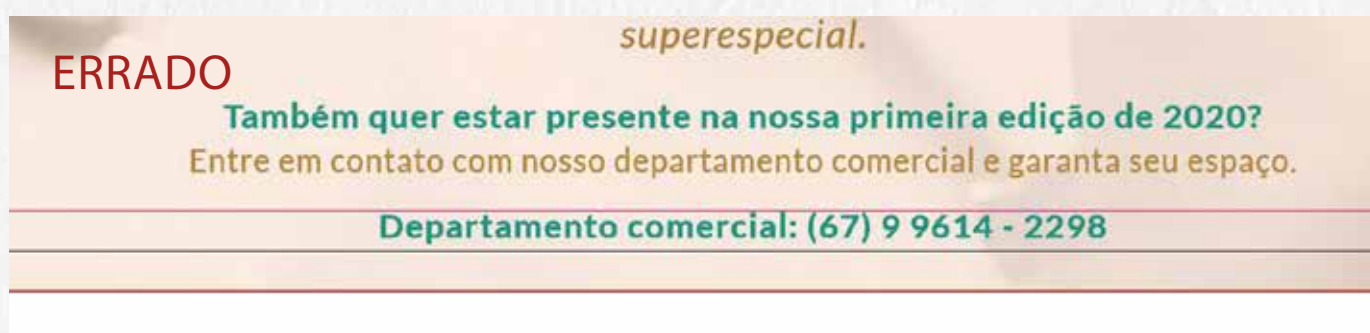 superespecial.
ERRADO
Também quer estar presente na nossa primeira edição de 2020?
Entre em contato com nosso departamento comercial e garanta seu espaço.
Departamento comercial: (67) 9 9614 - 2298